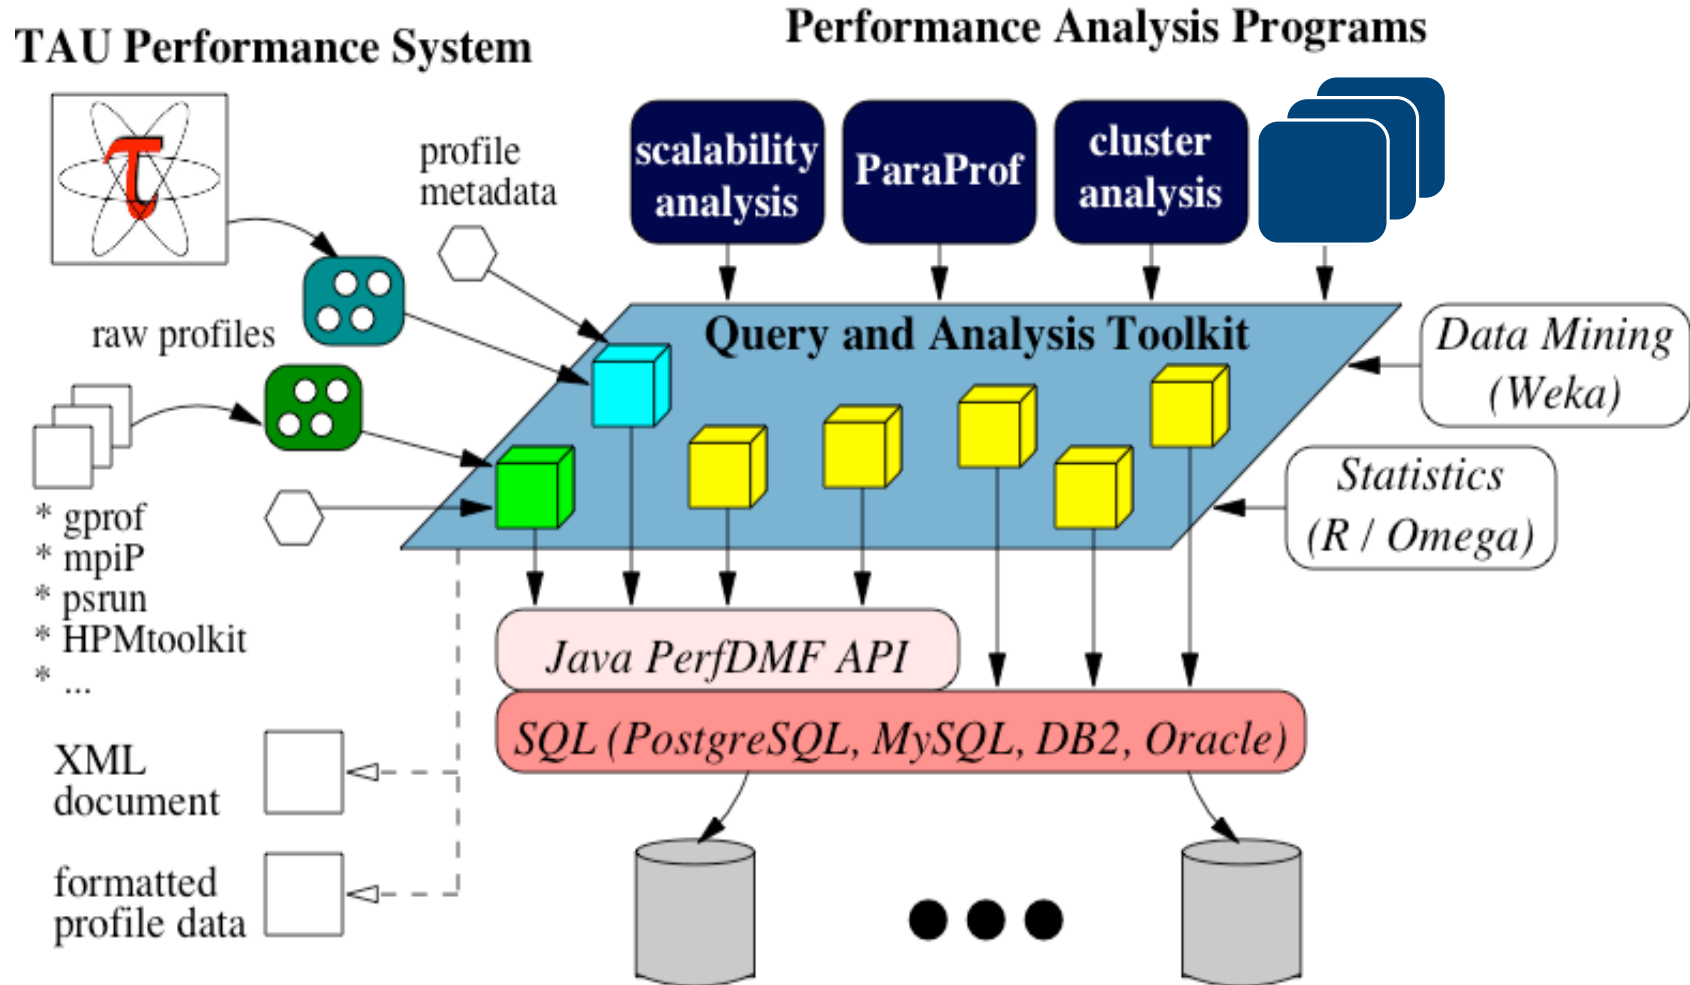 TAU Performance System
Performance Analysis Programs
profile
metadata
scalability
analysis
ParaProf
cluster
analysis
raw profiles
Query and Analysis Toolkit
Data Mining
(Weka)
Statistics
(R / Omega)
* gprof
* mpiP
* psrun
* HPMtoolkit
* ...
Java PerfDMF API
SQL (PostgreSQL, MySQL, DB2, Oracle)
XML
document
formatted
profile data